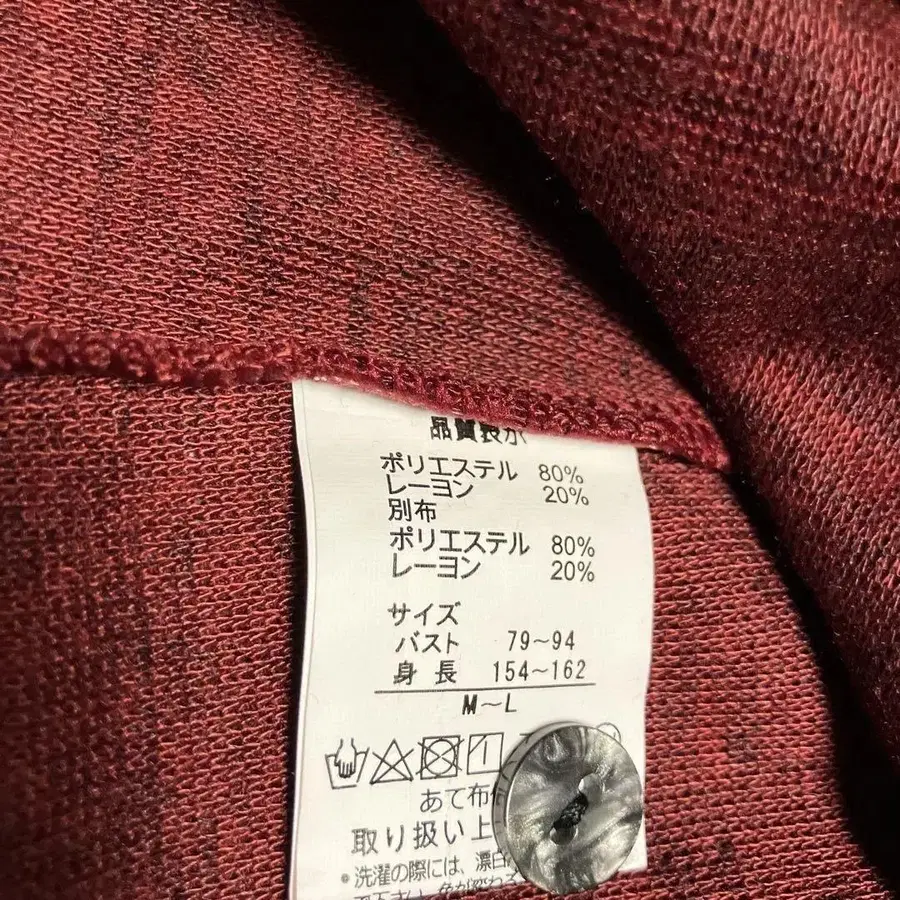 品質表示
ポリエステル 80%
レーヨン 20%
別布
ポリエステル 80%
レーヨン 20%
サイズ
バスト 79～94
身長 154～162
M～L
あて布
取り扱い上
・洗濯の際には、漂白